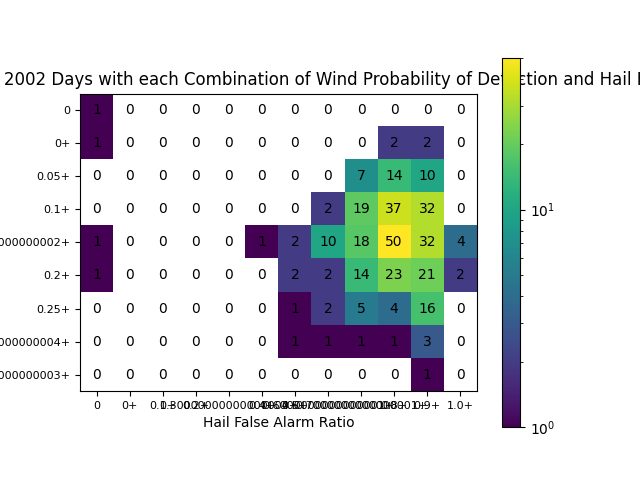 2002 Days with each Combination of Wind Probability of Detection and Hail
0 1 0 0 0 0 0 0 0 0 0 0 0
0+ 1 0 0 0 0 0 0 0 0 2 2 0
0.05+ 0 0 0 0 0 0 0 0 7 14 10 0
0.1+ 0 0 0 0 0 0 0 2 19 37 32 0
000000002+ 1 0 0 0 0 1 2 10 18 50 32 4
0.2+ 1 0 0 0 0 0 2 2 14 23 21 2
0.25+ 0 0 0 0 0 0 1 2 5 4 16 0
000000004+ 0 0 0 0 0 0 1 1 1 1 3 0
000000003+ 0 0 0 0 0 0 0 0 0 0 1 0
0 0+ 0.9+ 1.0+
Hail False Alarm Ratio
10¹
10⁰